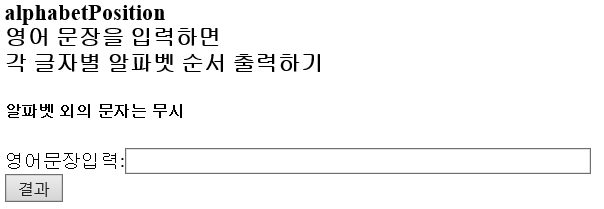 alphabetPosition
영어 문장을 입력하면
각 글자별 알파벳 순서 출력하기
알파벳 외의 문자는 무시
영어문장입력:
결과